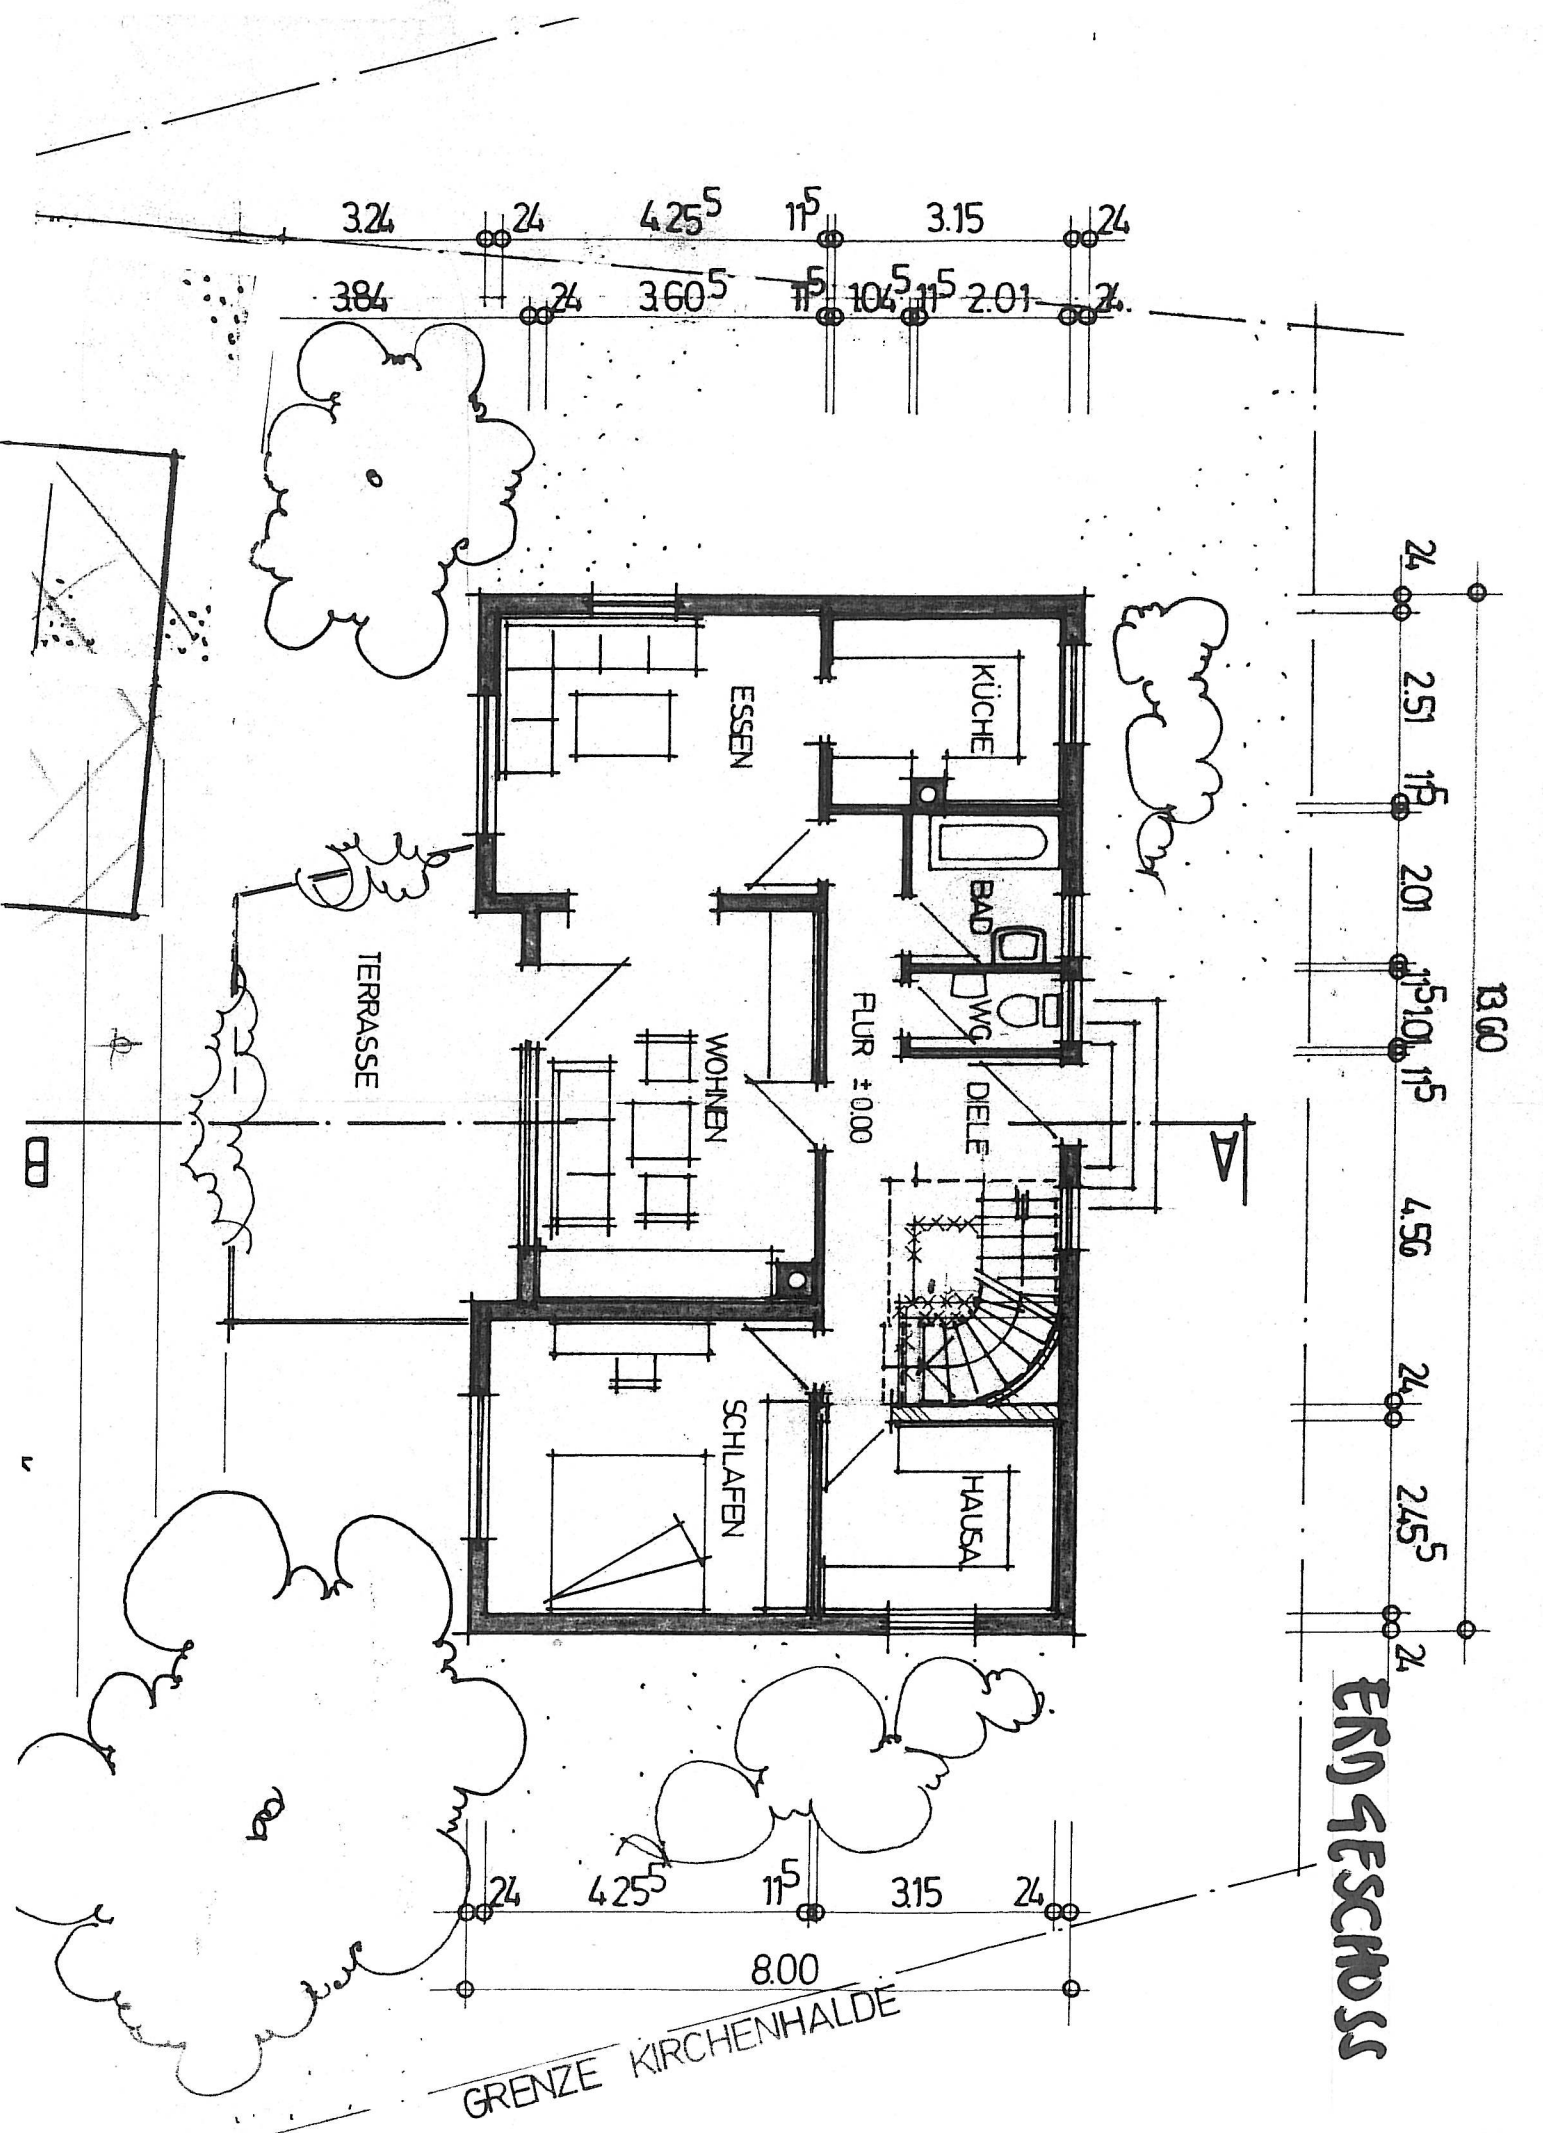 3.24 24 4.25⁵ 11⁵ 3.15 24
3.84 24 3.60⁵ 11⁵ 1.04⁵ 11⁵ 2.01 24
24 2.51 11⁵ 2.01 11⁵ 1.01 11⁵ 4.56 24 2.45⁵ 24
13.60
KÜCHE
ESSEN
BAD
WC
FLUR ±0.00
DIELE
WOHNEN
TERRASSE
SCHLAFEN
HAUSA
ERDGESCHOSS
24 4.25⁵ 11⁵ 3.15 24
8.00
GRENZE KIRCHENHALDE